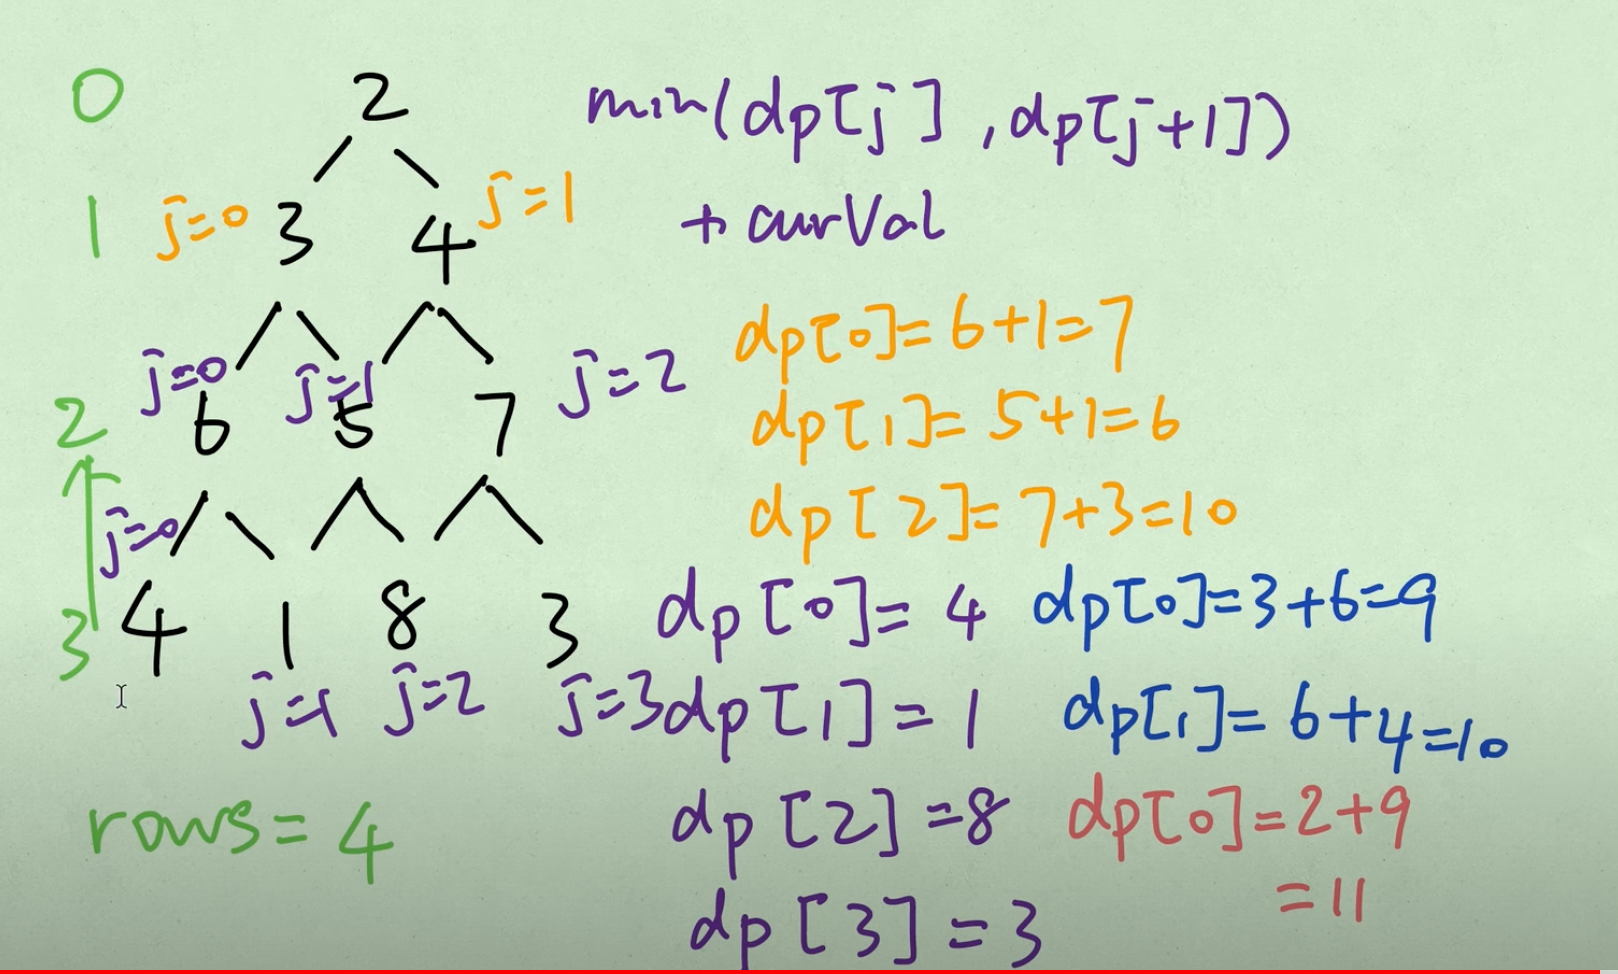 0 2 min(dp[j], dp[j+1])
1 j=0 3 4 j=1 + curVal
dp[0]=6+1=7
j=0 j=1 j=2
2 6 5 7 dp[1]=5+1=6
j=0 dp[2]=7+3=10
3 4 1 8 3 dp[0]=4 dp[0]=3+6=9
j=1 j=2 j=3 dp[1]=1 dp[1]=6+4=10
rows=4 dp[2]=8 dp[0]=2+9
=11
dp[3]=3